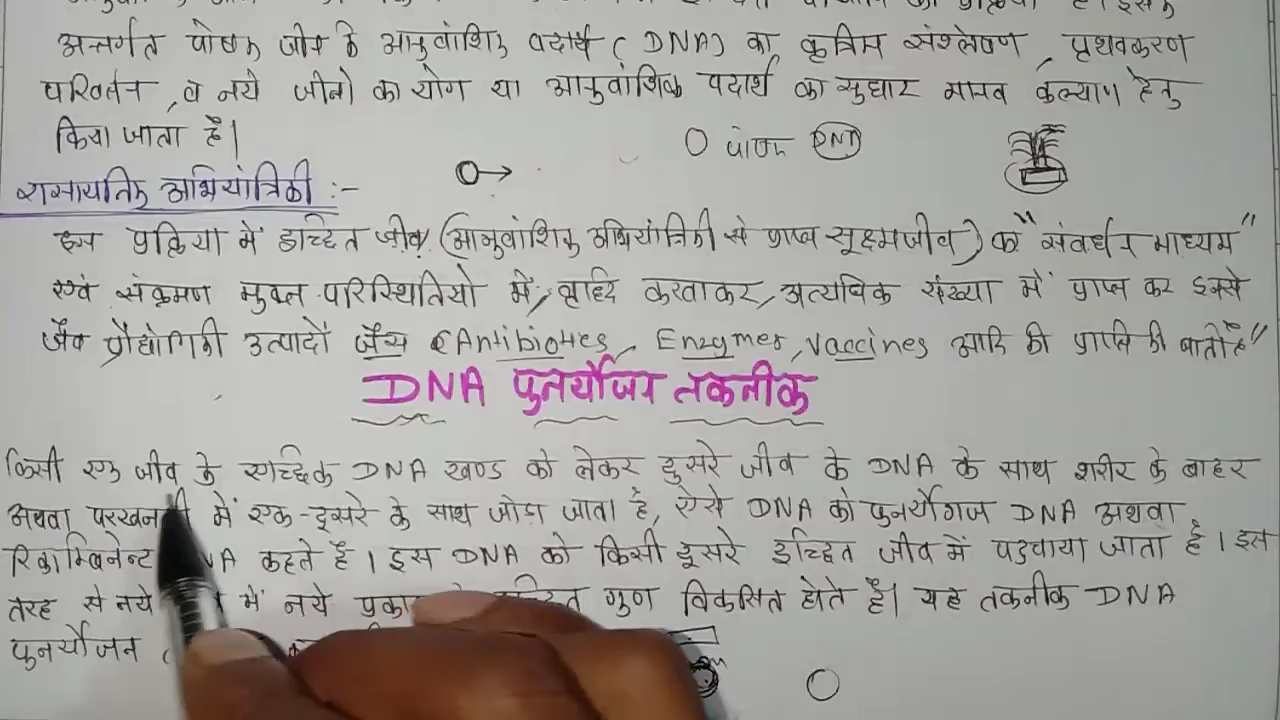 अन्तर्गत पोषक जीव के आनुवांशिक पदार्थ ( DNA) का कृत्रिम संश्लेषण , पृथक्करण
परिवर्तन , व नये जीनो का योग या आनुवांशिक पदार्थ का सुधार मानव कल्याण हेतु
किया जाता है।
पोषक DNA
रासायनिक अभियांत्रिकी :-
इस प्रक्रिया में इच्छित जीव (आनुवांशिक अभियांत्रिकी से प्राप्त सूक्ष्मजीव) का "संवर्धन माध्यम"
एवं संक्रमण मुक्त परिस्थितियो में, वृद्धि करवाकर, अत्यधिक संख्या में प्राप्त कर इनसे
जैव प्रौद्योगिकी उत्पादों जैसे Antibiotes, Enzymes, vaccines आदि की प्राप्ति की जाती है"
DNA पुनर्योजन तकनीक
किसी एक जीव के एच्छिक DNA खण्ड को लेकर दुसरे जीव के DNA के साथ शरीर के बाहर
अथवा परखनली में एक-दूसरे के साथ जोड़ा जाता है, ऐसे DNA को पुनर्योगज DNA अथवा
रिकाम्बिनेन्ट कहते है । इस DNA को किसी दूसरे इच्छित जीव में पहुचाया जाता है । इस
तरह से नये में नये गुण विकसित होते है। यह तकनीक DNA
पुनर्योजन